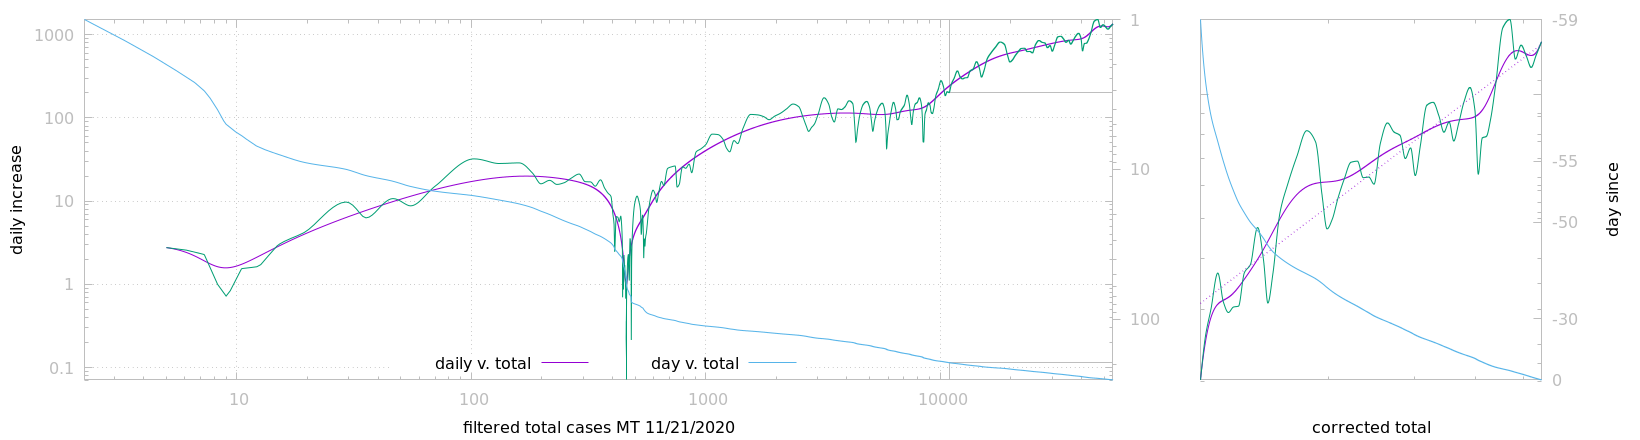 daily increase
1000
100
10
1
0.1
daily v. total
day v. total
10
100
1000
10000
filtered total cases MT 11/21/2020
1
10
100
-59
-55
-50
-30
0
day since
corrected total